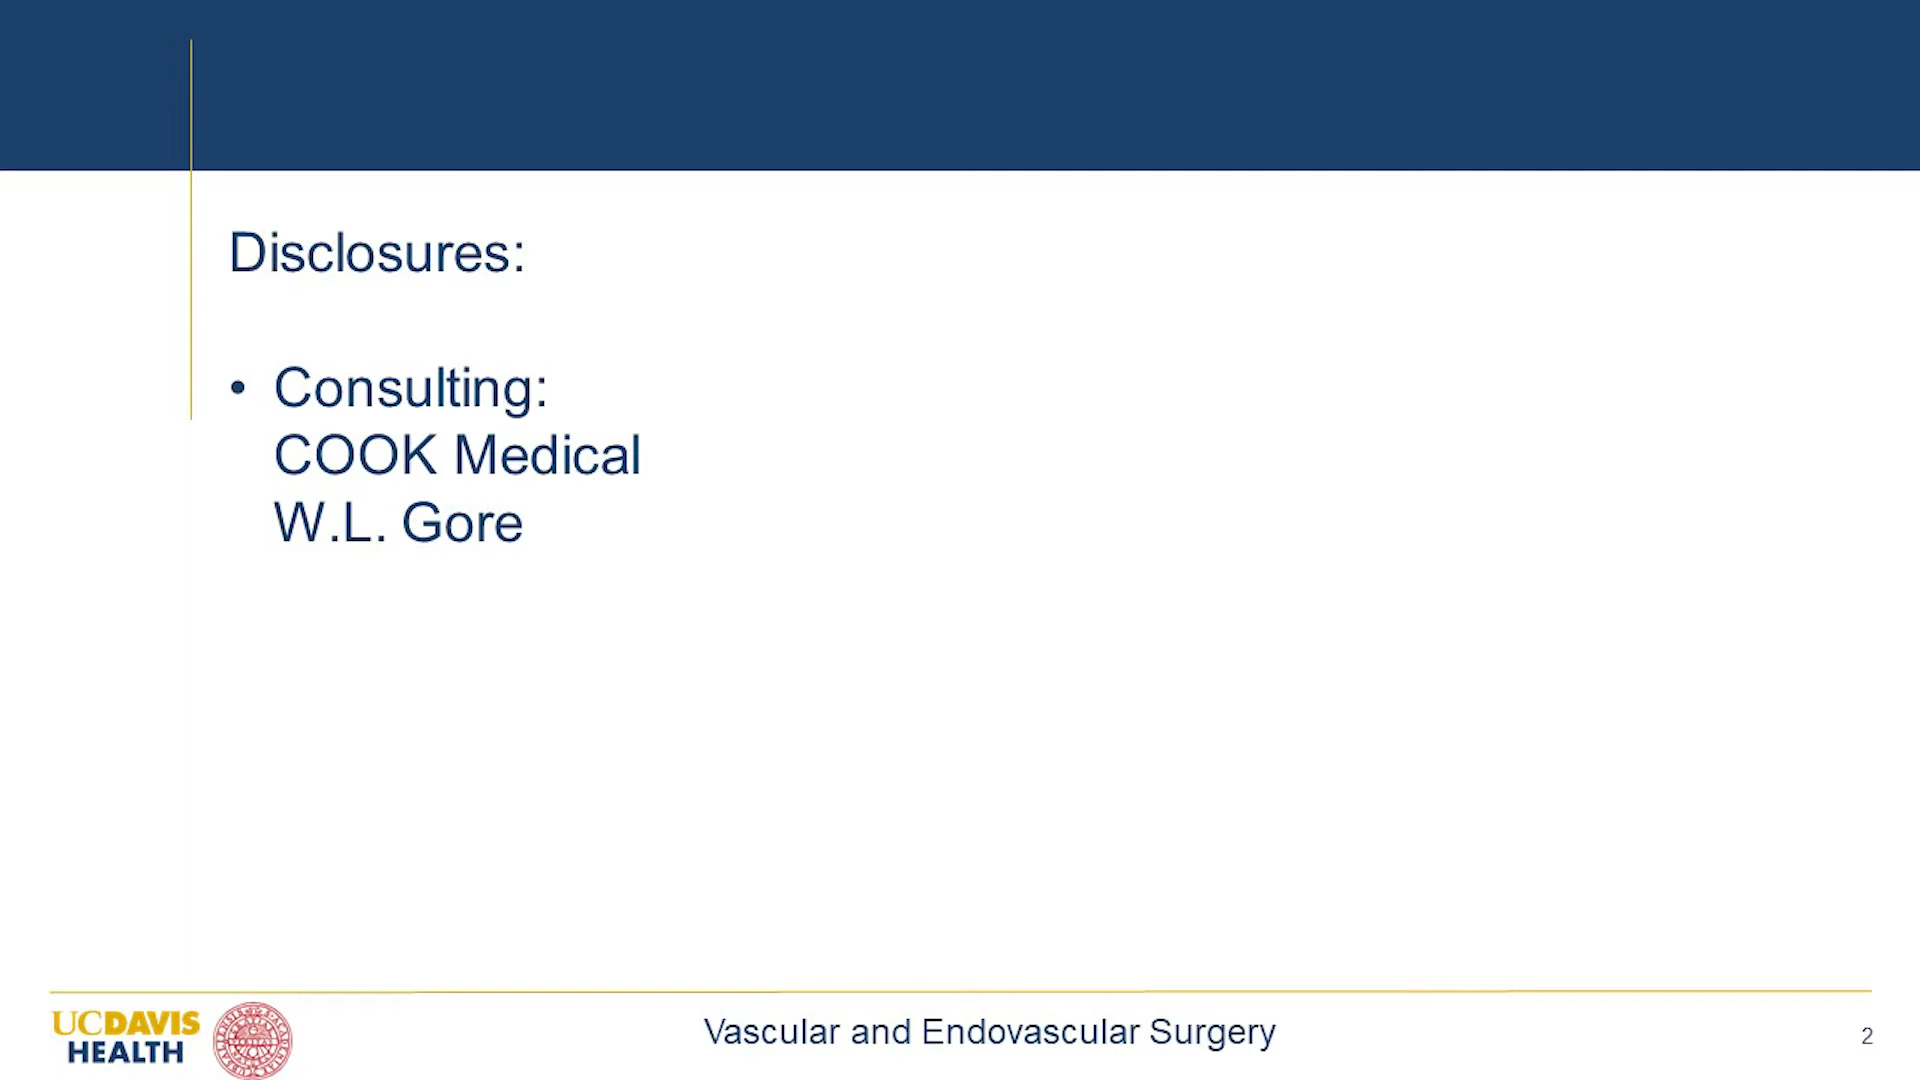 Disclosures:
• Consulting:
COOK Medical
W.L. Gore
UCDAVIS
HEALTH
Vascular and Endovascular Surgery
2